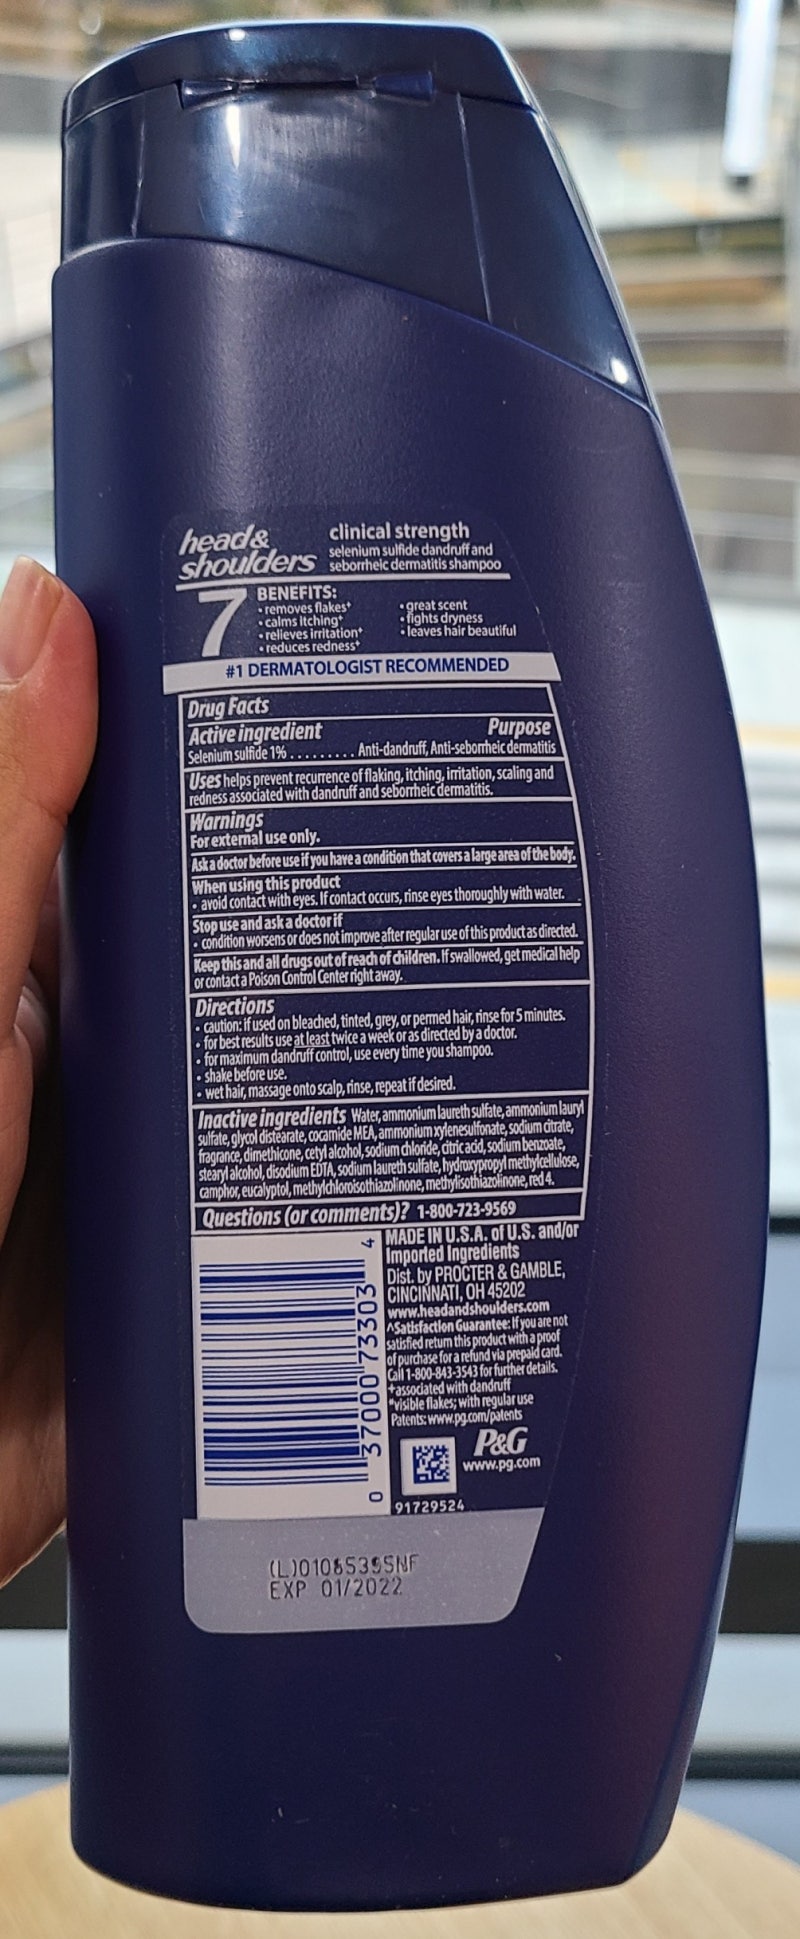 head&
shoulders
clinical strength
selenium sulfide dandruff and
seborrheic dermatitis shampoo
7
BENEFITS:
• removes flakes⁺
• calms itching⁺
• relieves irritation⁺
• reduces redness⁺
• great scent
• fights dryness
• leaves hair beautiful
#1 DERMATOLOGIST RECOMMENDED
Drug Facts
Active ingredient Purpose
Selenium sulfide 1% ......... Anti-dandruff, Anti-seborrheic dermatitis
Uses helps prevent recurrence of flaking, itching, irritation, scaling and
redness associated with dandruff and seborrheic dermatitis.
Warnings
For external use only.
Ask a doctor before use if you have a condition that covers a large area of the body.
When using this product
• avoid contact with eyes. If contact occurs, rinse eyes thoroughly with water.
Stop use and ask a doctor if
• condition worsens or does not improve after regular use of this product as directed.
Keep this and all drugs out of reach of children. If swallowed, get medical help
or contact a Poison Control Center right away.
Directions
• caution: if used on bleached, tinted, grey, or permed hair, rinse for 5 minutes.
• for best results use at least twice a week or as directed by a doctor.
• for maximum dandruff control, use every time you shampoo.
• shake before use.
• wet hair, massage onto scalp, rinse, repeat if desired.
Inactive ingredients Water, ammonium laureth sulfate, ammonium lauryl
sulfate, glycol distearate, cocamide MEA, ammonium xylenesulfonate, sodium citrate,
fragrance, dimethicone, cetyl alcohol, sodium chloride, citric acid, sodium benzoate,
stearyl alcohol, disodium EDTA, sodium laureth sulfate, hydroxypropyl methylcellulose,
camphor, eucalyptol, methylchloroisothiazolinone, methylisothiazolinone, red 4.
Questions (or comments)? 1-800-723-9569
0 37000 73303 4
MADE IN U.S.A. of U.S. and/or
Imported Ingredients
Dist. by PROCTER & GAMBLE,
CINCINNATI, OH 45202
www.headandshoulders.com
^Satisfaction Guarantee: If you are not
satisfied return this product with a proof
of purchase for a refund via prepaid card.
Call 1-800-843-3543 for further details.
+associated with dandruff
*visible flakes; with regular use
Patents: www.pg.com/patents
P&G
www.pg.com
91729524
(L)01065395NF
EXP 01/2022